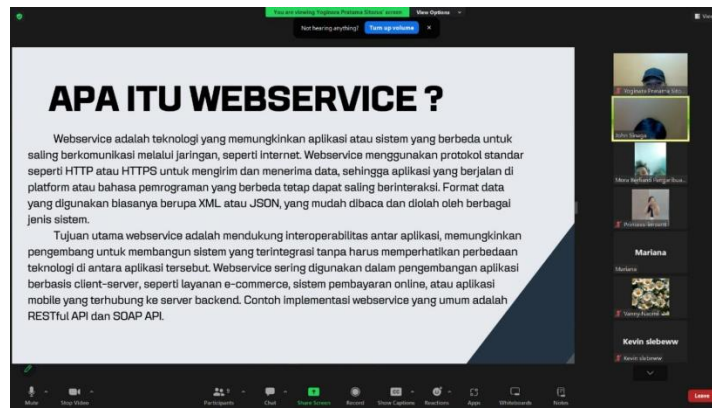 You are viewing Yoginara Pratama Sitorus' screen
View Options
View
Not hearing anything?
Turn up volume
APA ITU WEBSERVICE ?
Webservice adalah teknologi yang memungkinkan aplikasi atau sistem yang berbeda untuk
saling berkomunikasi melalui jaringan, seperti internet. Webservice menggunakan protokol standar
seperti HTTP atau HTTPS untuk mengirim dan menerima data, sehingga aplikasi yang berjalan di
platform atau bahasa pemrograman yang berbeda tetap dapat saling berinteraksi. Format data
yang digunakan biasanya berupa XML atau JSON, yang mudah dibaca dan diolah oleh berbagai
jenis sistem.
Tujuan utama webservice adalah mendukung interoperabilitas antar aplikasi, memungkinkan
pengembang untuk membangun sistem yang terintegrasi tanpa harus memperhatikan perbedaan
teknologi di antara aplikasi tersebut. Webservice sering digunakan dalam pengembangan aplikasi
berbasis client-server, seperti layanan e-commerce, sistem pembayaran online, atau aplikasi
mobile yang terhubung ke server backend. Contoh implementasi webservice yang umum adalah
RESTful API dan SOAP API.
Yoginara Pratama
John
Mariana
Mariana
Kevin slebeww
Kevin slebeww
Mute
Stop Video
Participants
9
Chat
Share Screen
Record
Show Captions
Reactions
Apps
Whiteboards
Notes
Leave